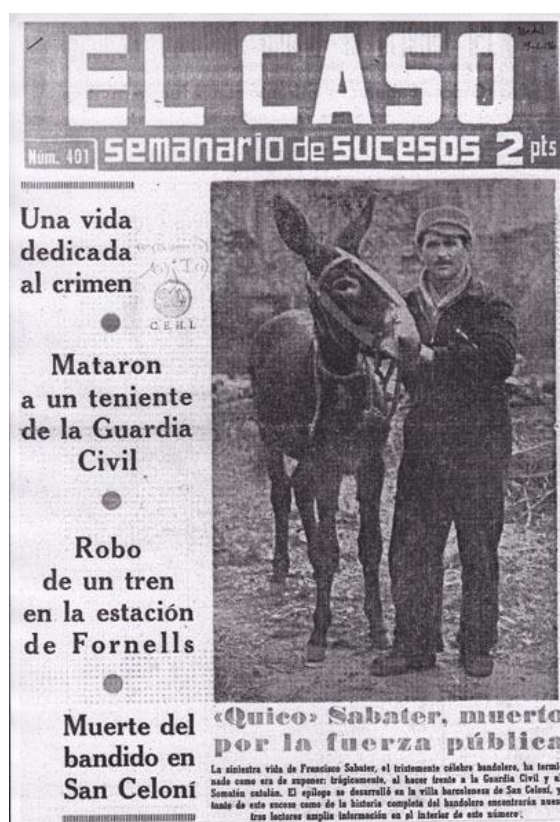 EL CASO
Núm. 401 semanario de sucesos 2 pts
Una vida
dedicada
al crimen
C. E. H. I.
Mataron
a un teniente
de la Guardia
Civil
Robo
de un tren
en la estación
de Fornells
Muerte del
bandido en
San Celoní
«Quico» Sabater, muerto
por la fuerza pública
La siniestra vida de Francisco Sabater, el tristemente célebre bandolero, ha termi-
nado como era de suponer: trágicamente, al hacer frente a la Guardia Civil y al
Somatén catalán. El epílogo se desarrolló en la villa barcelonesa de San Celoní, y
tanto de este suceso como de la historia completa del bandolero encontrarán nues-
tros lectores amplia información en el interior de este número.